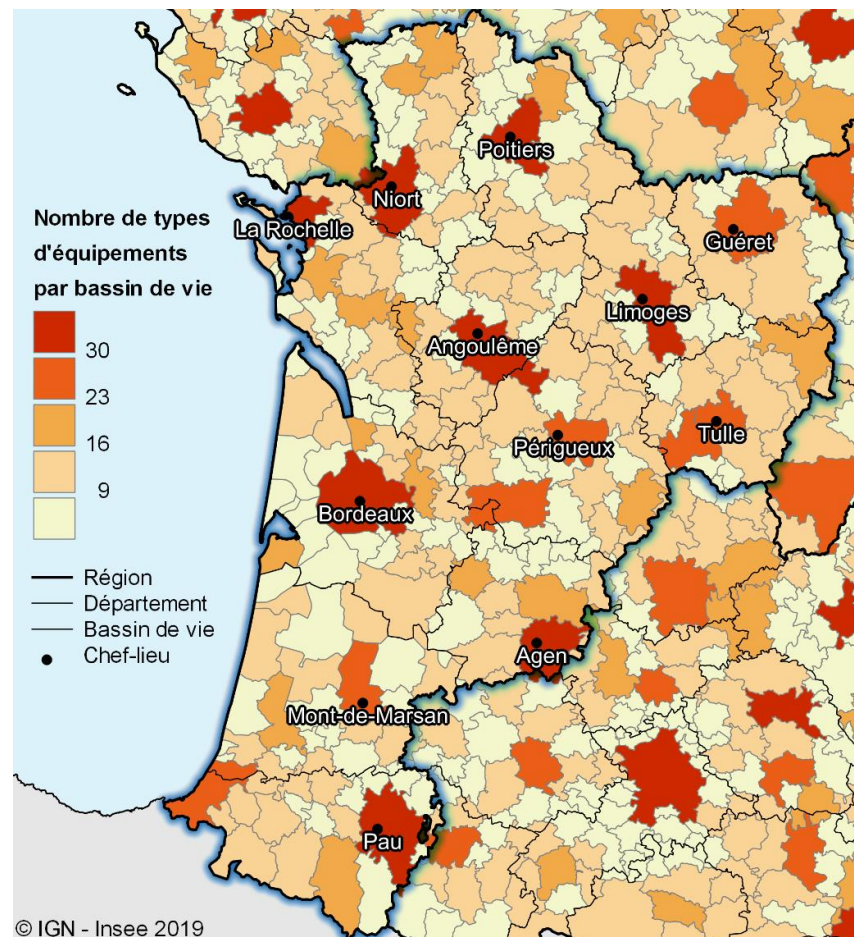 Poitiers
Niort
La Rochelle
Guéret
Limoges
Angoulême
Périgueux
Tulle
Bordeaux
Agen
Mont-de-Marsan
Pau
Nombre de types
d'équipements
par bassin de vie
30
23
16
9
Région
Département
Bassin de vie
Chef-lieu
© IGN - Insee 2019